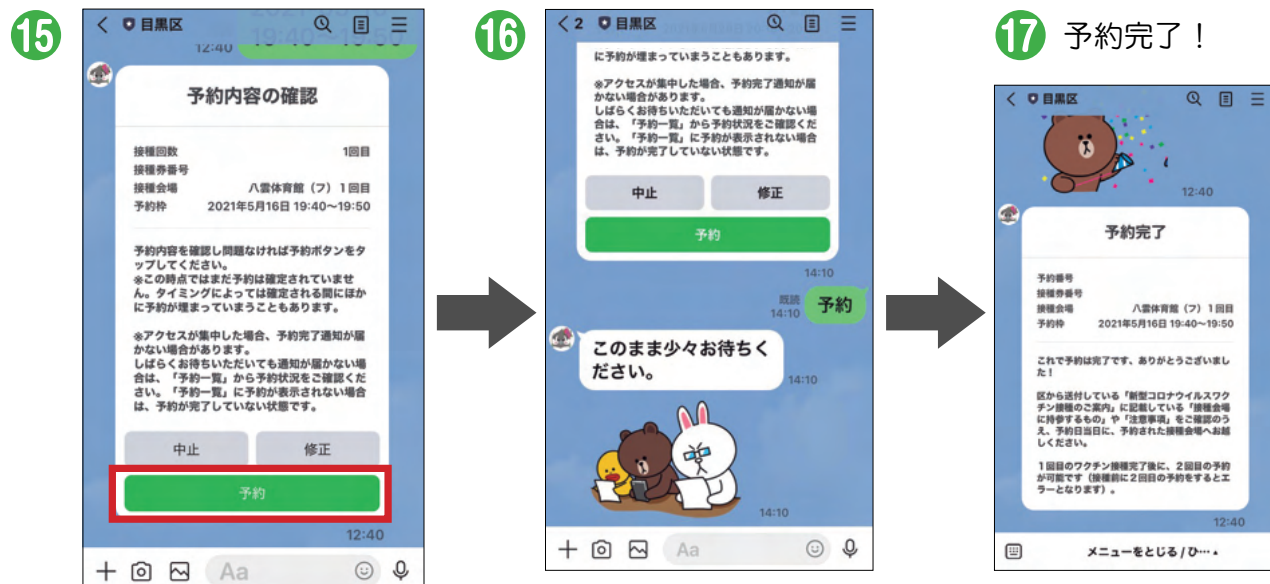 15
目黒区
19:40~19:50
12:40
予約内容の確認
接種回数 1回目
接種券番号
接種会場 八雲体育館（フ）1回目
予約枠 2021年5月16日 19:40~19:50
予約内容を確認し問題なければ予約ボタンをタ
ップしてください。
※この時点ではまだ予約は確定されていませ
ん。タイミングによっては確定される間にほか
に予約が埋まっていまうこともあります。
※アクセスが集中した場合、予約完了通知が届
かない場合があります。
しばらくお待ちいただいても通知が届かない場
合は、「予約一覧」から予約状況をご確認くだ
さい。「予約一覧」に予約が表示されない場合
は、予約が完了していない状態です。
中止 修正
予約
12:40
Aa
16
2 目黒区
に予約が埋まっていまうこともあります。
※アクセスが集中した場合、予約完了通知が届
かない場合があります。
しばらくお待ちいただいても通知が届かない場
合は、「予約一覧」から予約状況をご確認くだ
さい。「予約一覧」に予約が表示されない場合
は、予約が完了していない状態です。
中止 修正
予約
14:10
既読
14:10
予約
このまま少々お待ちく
ださい。
14:10
14:10
Aa
17 予約完了！
目黒区
12:40
予約完了
予約番号
接種券番号
接種会場 八雲体育館（フ）1回目
予約枠 2021年5月16日 19:40~19:50
これで予約は完了です、ありがとうございまし
た！
区から送付している「新型コロナウイルスワク
チン接種のご案内」に記載している「接種会場
に持参するもの」や「注意事項」をご確認のう
え、予約日当日に、予約された接種会場へお越
しください。
1回目のワクチン接種完了後に、2回目の予約
が可能です（接種前に2回目の予約をするとエ
ラーとなります）。
12:40
メニューをとじる/ひ…